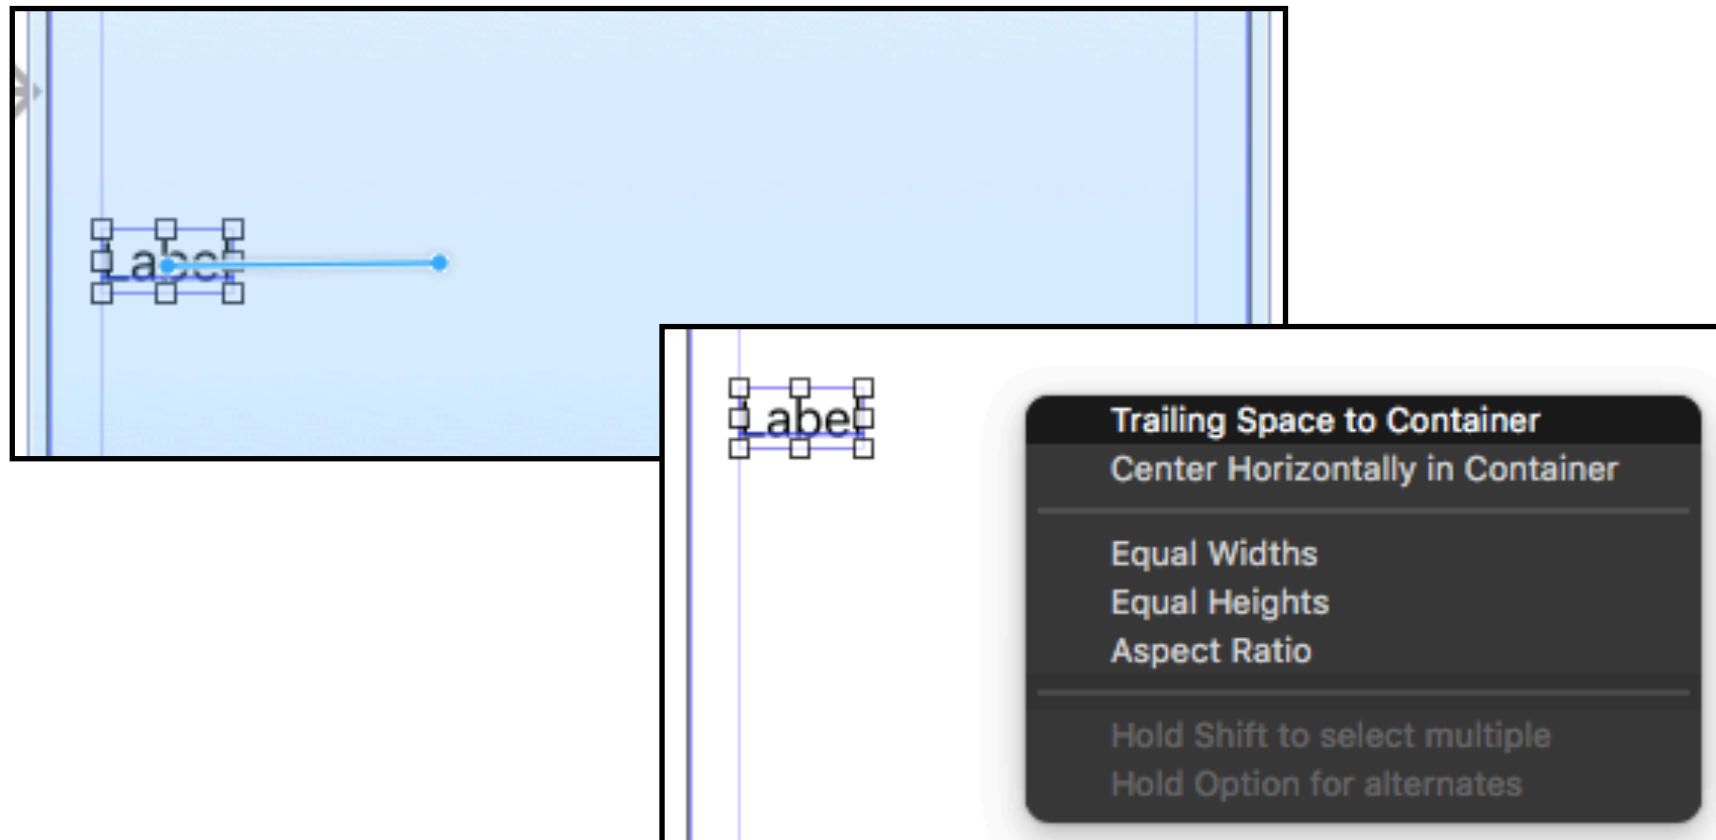 Label
Label
Trailing Space to Container
Center Horizontally in Container
Equal Widths
Equal Heights
Aspect Ratio
Hold Shift to select multiple
Hold Option for alternates